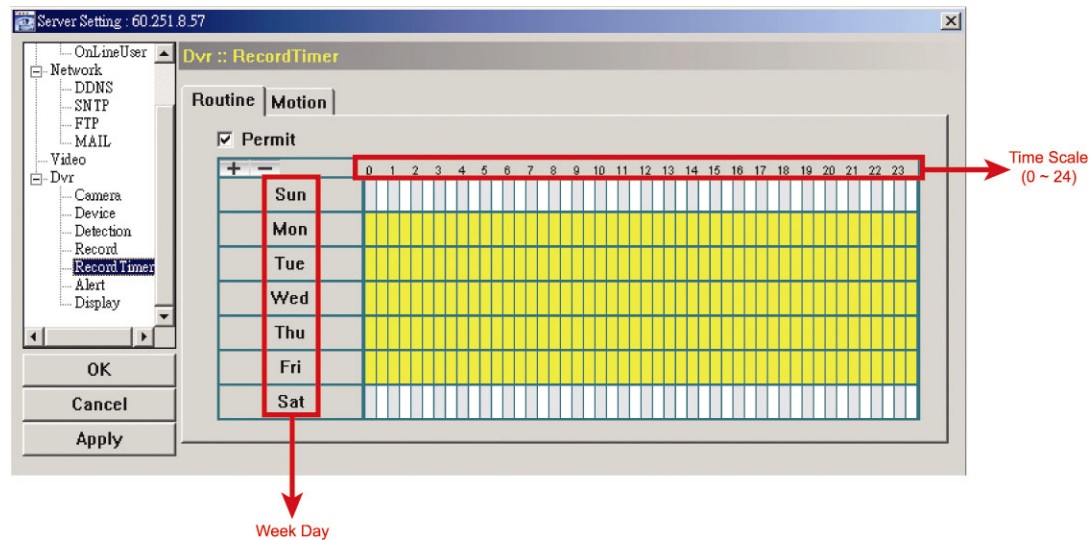 Server Setting : 60.251.8.57
OnLineUser
Network
DDNS
SNTP
FTP
MAIL
Video
Dvr
Camera
Device
Detection
Record
Record Timer
Alert
Display
OK
Cancel
Apply
Dvr :: RecordTimer
Routine Motion
Permit
+ − 0 1 2 3 4 5 6 7 8 9 10 11 12 13 14 15 16 17 18 19 20 21 22 23
Sun
Mon
Tue
Wed
Thu
Fri
Sat
Time Scale
(0 ~ 24)
Week Day